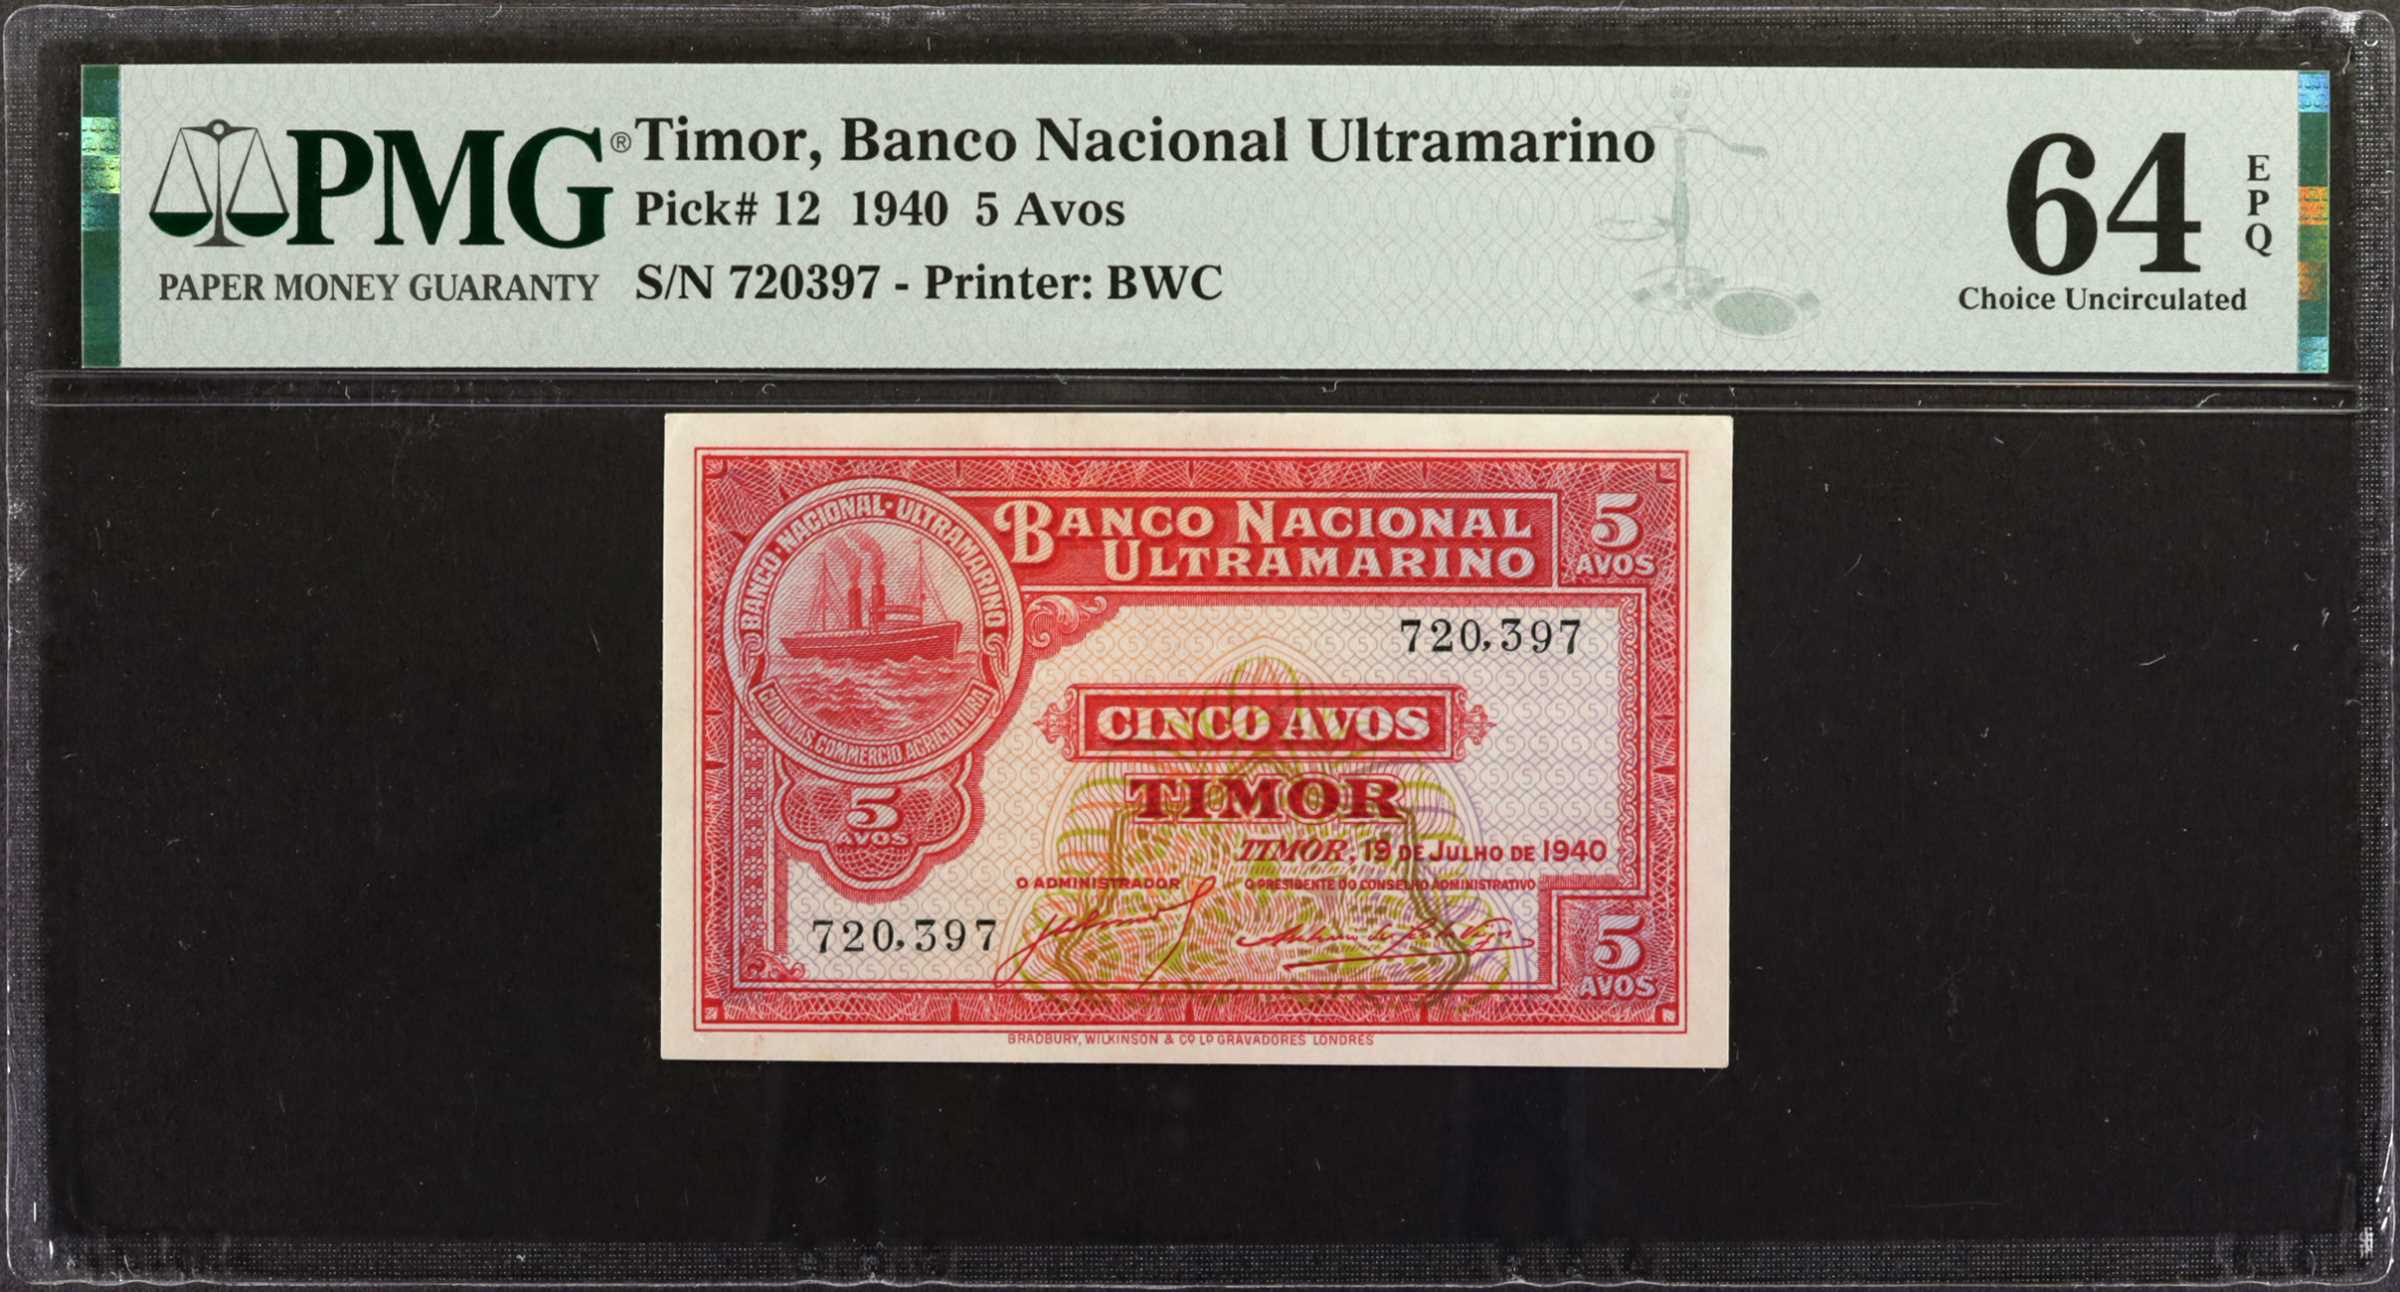 PMG®
PAPER MONEY GUARANTY
Timor, Banco Nacional Ultramarino
Pick# 12 1940 5 Avos
S/N 720397 - Printer: BWC
64
EPQ
Choice Uncirculated
BANCO·NACIONAL·ULTRAMARINO
COLONIAS, COMMERCIO, AGRICULTURA
BANCO NACIONAL
ULTRAMARINO
5
AVOS
720,397
CINCO AVOS
TIMOR
5
AVOS
TIMOR, 19 DE JULHO DE 1940
O ADMINISTRADOR
O PRESIDENTE DO CONSELHO ADMINISTRATIVO
720,397
5
AVOS
BRADBURY, WILKINSON & Cº Lº GRAVADORES LONDRES